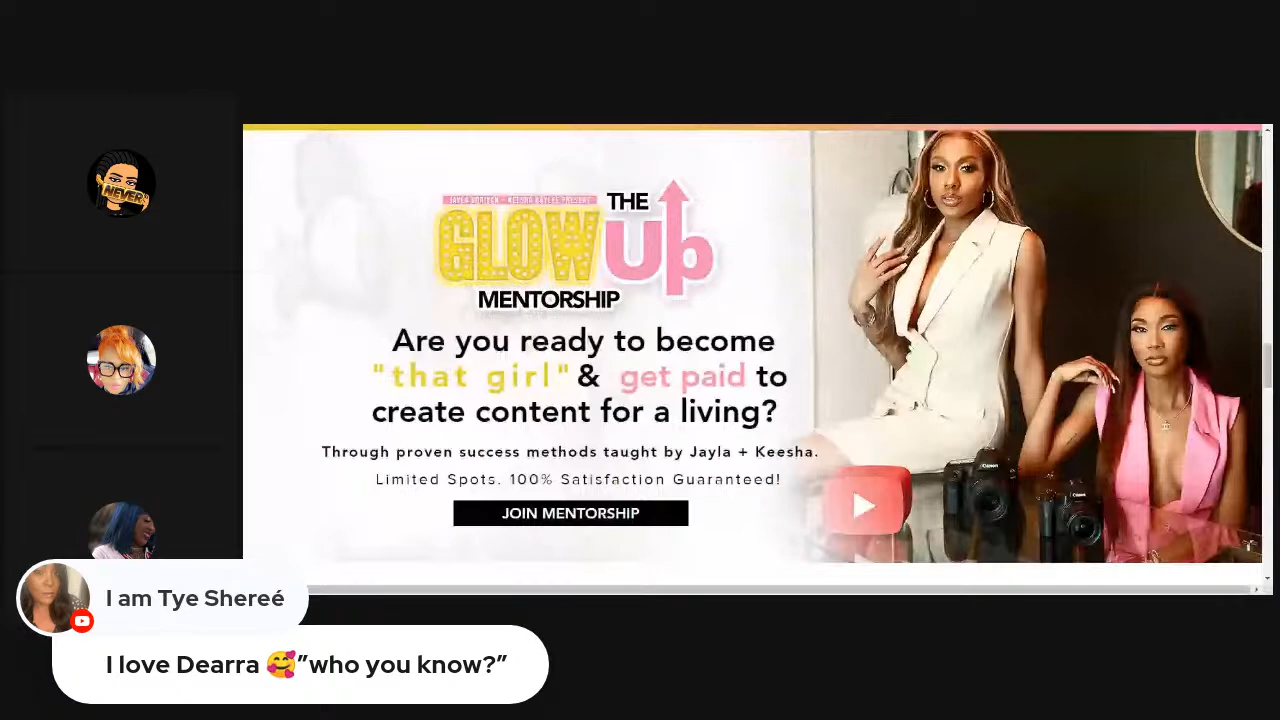 NEVER
THE
GLOW Up
MENTORSHIP
Are you ready to become
"that girl" & get paid to
create content for a living?
Through proven success methods taught by Jayla + Keesha.
Limited Spots. 100% Satisfaction Guaranteed!
JOIN MENTORSHIP
Canon
Canon
I am Tye Shereé
I love Dearra 🥰”who you know?”